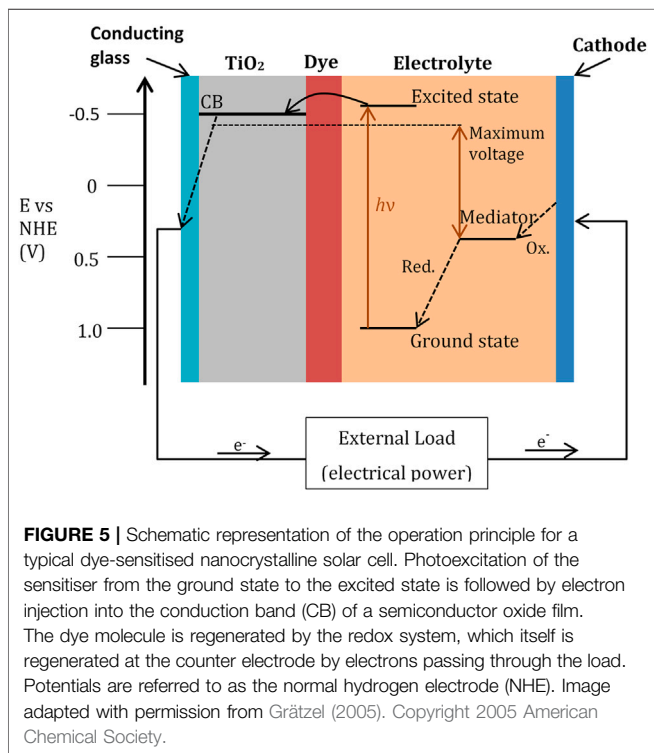 Conducting
glass
TiO₂
Dye
Electrolyte
Cathode
CB
Excited state
-0.5
Maximum
voltage
0
E vs
NHE
(V)
hν
Mediator
0.5
Red.
Ox.
1.0
Ground state
e⁻
External Load
(electrical power)
e⁻
FIGURE 5 | Schematic representation of the operation principle for a
typical dye-sensitised nanocrystalline solar cell. Photoexcitation of the
sensitiser from the ground state to the excited state is followed by electron
injection into the conduction band (CB) of a semiconductor oxide film.
The dye molecule is regenerated by the redox system, which itself is
regenerated at the counter electrode by electrons passing through the load.
Potentials are referred to as the normal hydrogen electrode (NHE). Image
adapted with permission from Grätzel (2005). Copyright 2005 American
Chemical Society.